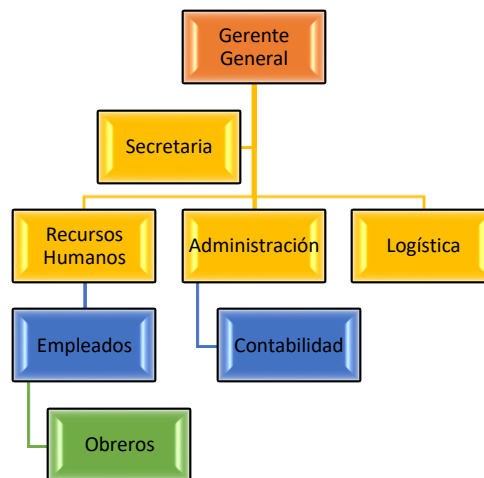 Gerente
General
Secretaria
Recursos
Humanos
Administración
Logística
Empleados
Contabilidad
Obreros